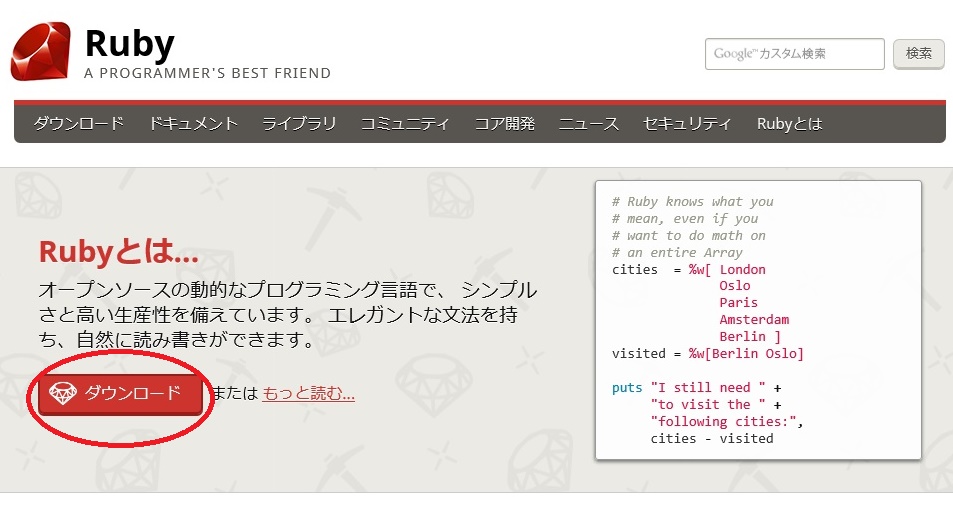 Ruby
A PROGRAMMER'S BEST FRIEND
Google™カスタム検索
検索
ダウンロード ドキュメント ライブラリ コミュニティ コア開発 ニュース セキュリティ Rubyとは
Rubyとは...
オープンソースの動的なプログラミング言語で、 シンプル
さと高い生産性を備えています。 エレガントな文法を持
ち、自然に読み書きができます。
ダウンロード または もっと読む...
# Ruby knows what you
# mean, even if you
# want to do math on
# an entire Array
cities  = %w[ London
              Oslo
              Paris
              Amsterdam
              Berlin ]
visited = %w[Berlin Oslo]
puts "I still need " +
     "to visit the " +
     "following cities:",
     cities - visited